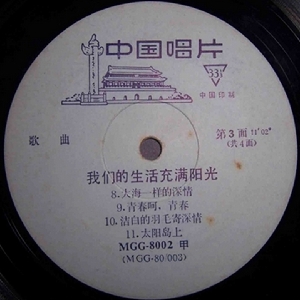 中国唱片
33⅓
中国印制
歌曲
第3面 11′02″
(共4面)
我们的生活充满阳光
8.大海一样的深情
9.青春呵,青春
10.洁白的羽毛寄深情
11.太阳岛上
MGG-8002 甲
(MGG-80/003)